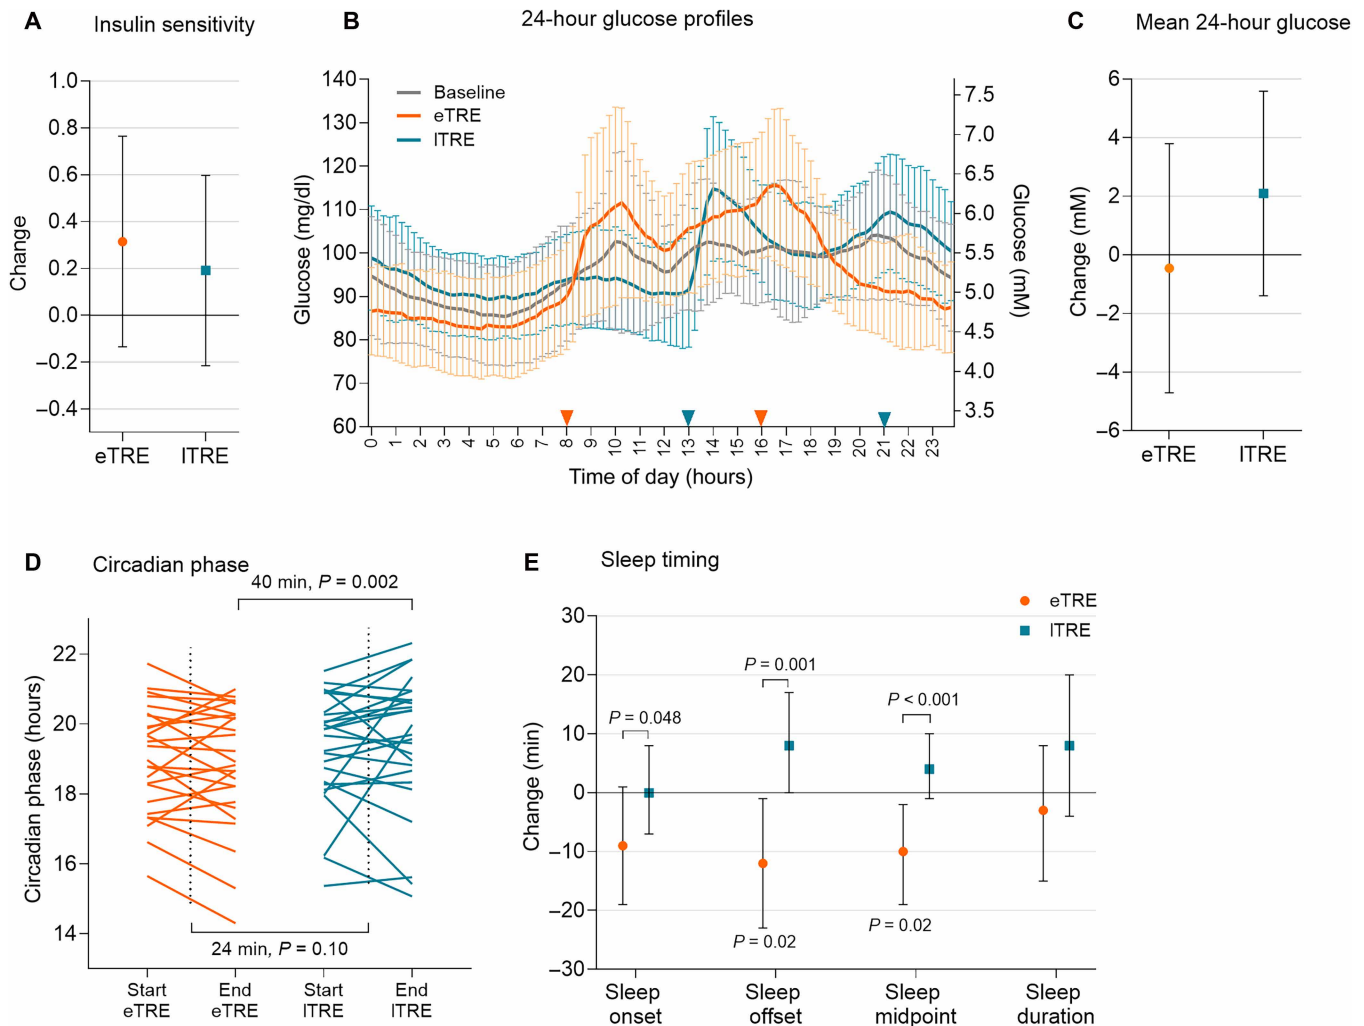 A
Insulin sensitivity
1.0
0.8
0.6
0.4
0.2
0.0
–0.2
–0.4
Change
eTRE
lTRE
B
24-hour glucose profiles
Baseline
eTRE
lTRE
140
130
120
110
100
90
80
70
60
Glucose (mg/dl)
7.5
7.0
6.5
6.0
5.5
5.0
4.5
4.0
3.5
Glucose (mM)
0 1 2 3 4 5 6 7 8 9 10 11 12 13 14 15 16 17 18 19 20 21 22 23
Time of day (hours)
C
Mean 24-hour glucose
6
4
2
0
–2
–4
–6
Change (mM)
eTRE
lTRE
D
Circadian phase
40 min, P = 0.002
22
20
18
16
14
Circadian phase (hours)
24 min, P = 0.10
Start eTRE
End eTRE
Start lTRE
End lTRE
E
Sleep timing
eTRE
lTRE
30
20
10
0
–10
–20
–30
Change (min)
P = 0.048
P = 0.001
P < 0.001
P = 0.02
P = 0.02
Sleep onset
Sleep offset
Sleep midpoint
Sleep duration